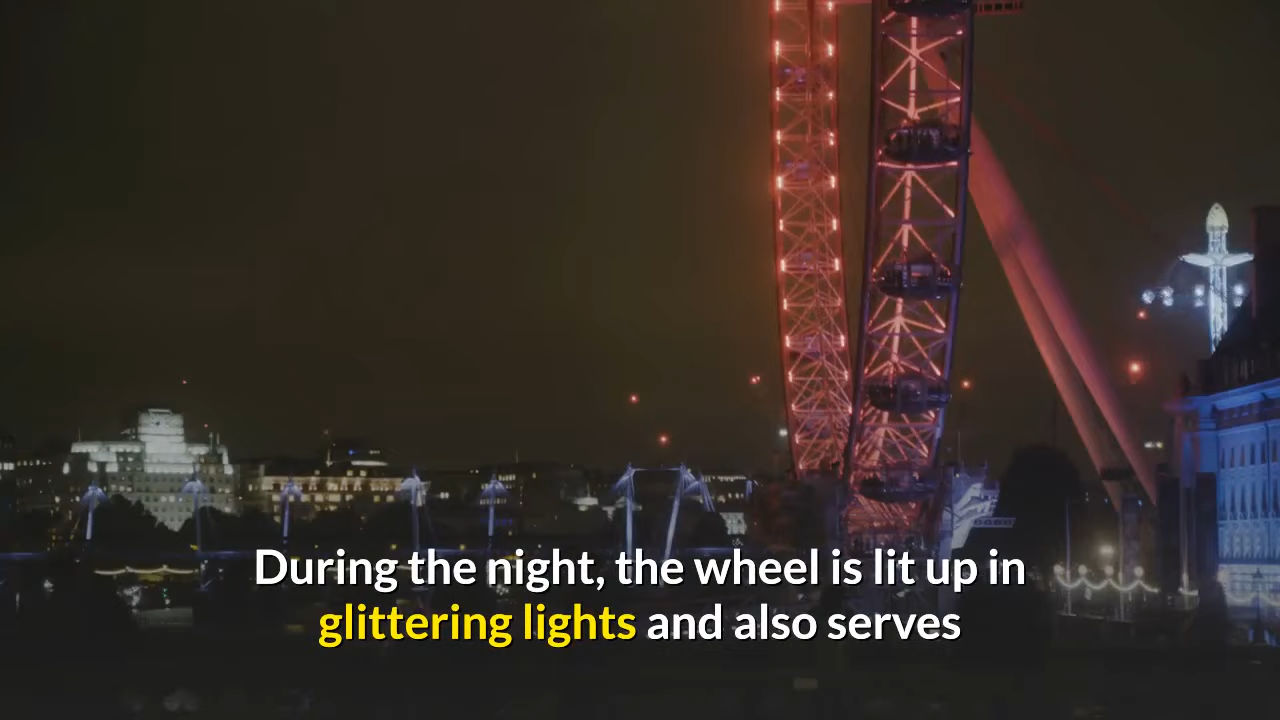 During the night, the wheel is lit up in
glittering lights and also serves